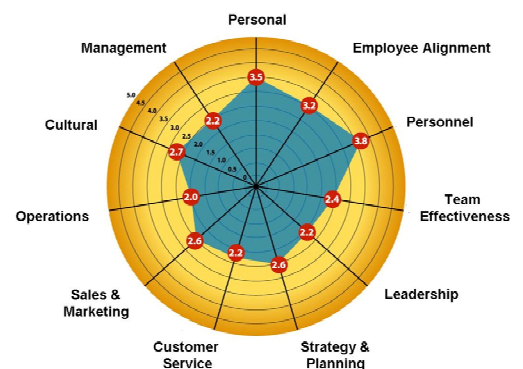 Personal
Management
Employee Alignment
3.5
5.0
4.5
4.0
3.5
3.0
2.5
2.0
1.5
1.0
0.5
0
3.2
2.2
Cultural
Personnel
3.8
2.7
2.0
2.4
Operations
Team
Effectiveness
2.2
2.6
2.2
2.6
Sales &
Marketing
Leadership
Customer
Service
Strategy &
Planning